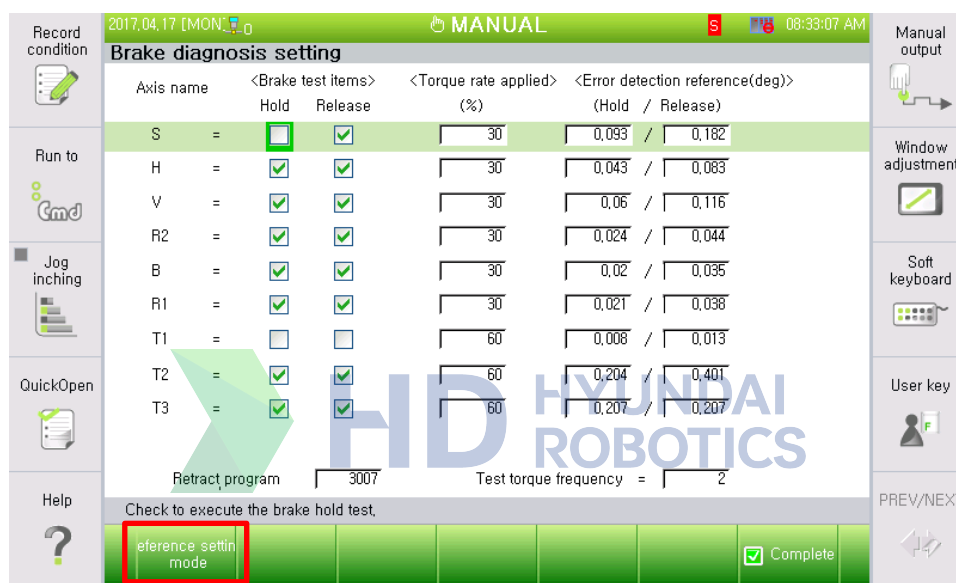 Record
condition
Run to
Cmd
Jog
inching
QuickOpen
Help
2017,04,17 [MON] 0
MANUAL
S
08:33:07 AM
Brake diagnosis setting
Axis name <Brake test items> <Torque rate applied> <Error detection reference(deg)>
Hold Release (%) (Hold / Release)
S = 30 0,093 / 0,182
H = 30 0,043 / 0,083
V = 30 0,06 / 0,116
R2 = 30 0,024 / 0,044
B = 30 0,02 / 0,035
R1 = 30 0,021 / 0,038
T1 = 60 0,008 / 0,013
T2 = 60 0,204 / 0,401
T3 = 60 0,207 / 0,207
HD HYUNDAI
ROBOTICS
Retract program 3007 Test torque frequency = 2
Check to execute the brake hold test,
eference settin
mode
Complete
Manual
output
Window
adjustment
Soft
keyboard
User key
F
PREV/NEX